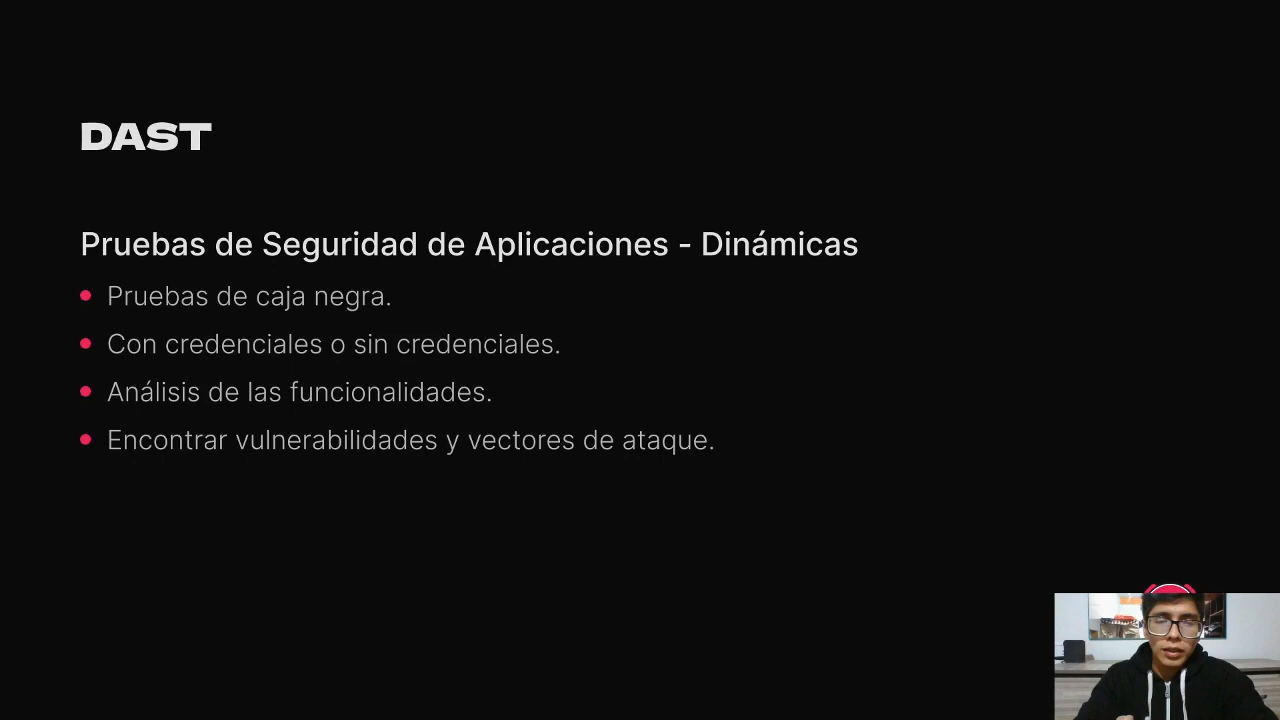 DAST
Pruebas de Seguridad de Aplicaciones - Dinámicas
Pruebas de caja negra.
Con credenciales o sin credenciales.
Análisis de las funcionalidades.
Encontrar vulnerabilidades y vectores de ataque.